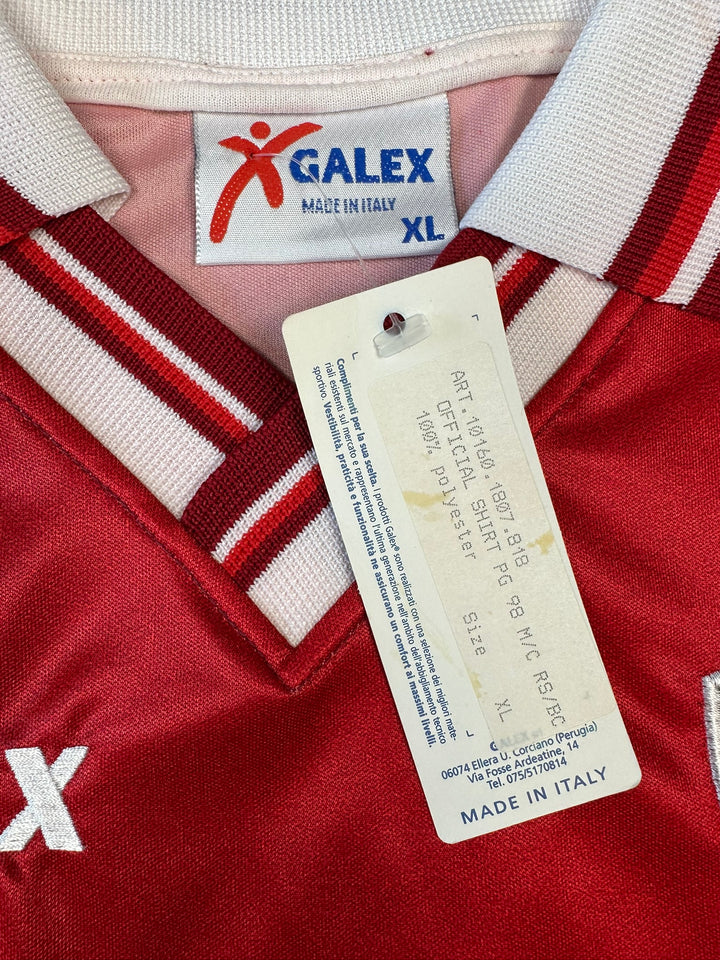 GALEX
MADE IN ITALY
XL
Complimenti per la sua scelta. I prodotti Galex® sono realizzati con una selezione dei migliori mate-
riali esistenti sul mercato e rappresentano l'ultima generazione nell'ambito dell'abbigliamento tecnico
sportivo. Vestibilità, praticità e funzionalità ne assicurano un comfort ai massimi livelli.
ART.10160.1807.818
OFFICIAL SHIRT PG 98 M/C RS/BC
100% polyester Size XL
GALEX srl
06074 Ellera U. Corciano (Perugia)
Via Fosse Ardeatine, 14
Tel. 075/5170814
MADE IN ITALY
X